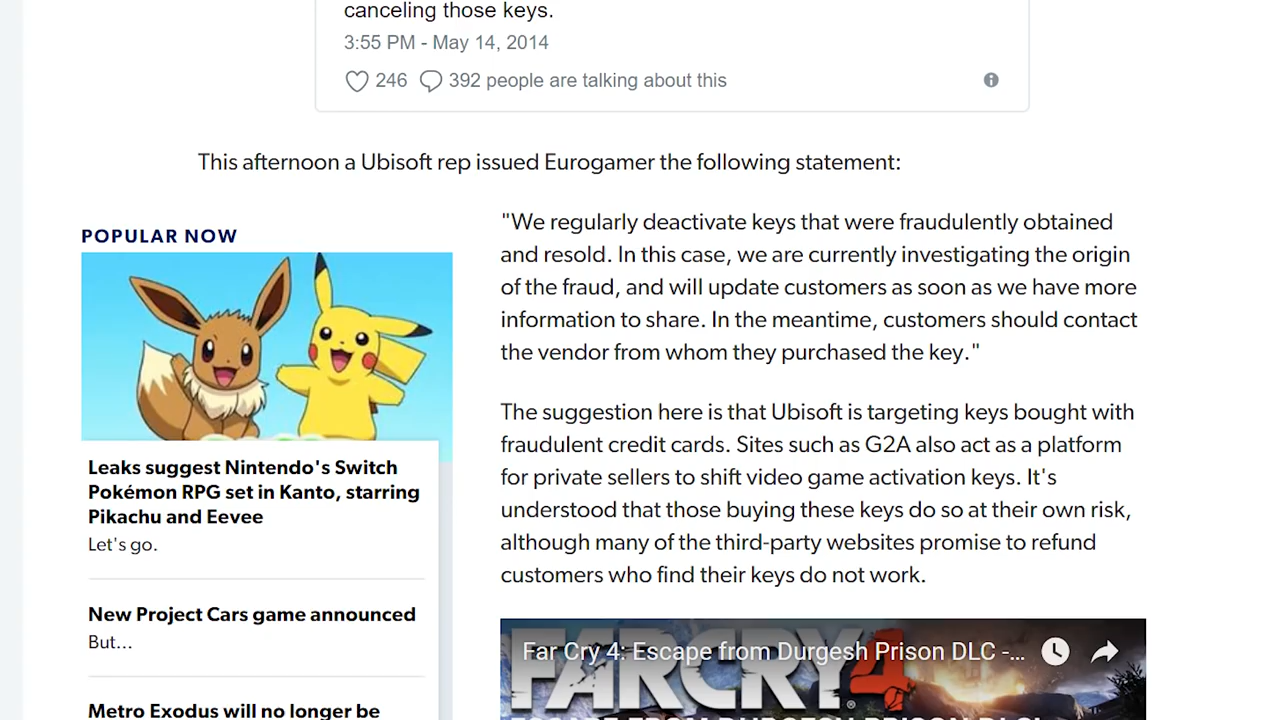 canceling those keys.
3:55 PM - May 14, 2014
246 392 people are talking about this
This afternoon a Ubisoft rep issued Eurogamer the following statement:
POPULAR NOW
Leaks suggest Nintendo's Switch
Pokémon RPG set in Kanto, starring
Pikachu and Eevee
Let's go.
New Project Cars game announced
But...
Metro Exodus will no longer be
"We regularly deactivate keys that were fraudulently obtained
and resold. In this case, we are currently investigating the origin
of the fraud, and will update customers as soon as we have more
information to share. In the meantime, customers should contact
the vendor from whom they purchased the key."
The suggestion here is that Ubisoft is targeting keys bought with
fraudulent credit cards. Sites such as G2A also act as a platform
for private sellers to shift video game activation keys. It's
understood that those buying these keys do so at their own risk,
although many of the third-party websites promise to refund
customers who find their keys do not work.
Far Cry 4: Escape from Durgesh Prison DLC -...
FARCRY 4
ESCAPE FROM DURGESH PRISON DLC!